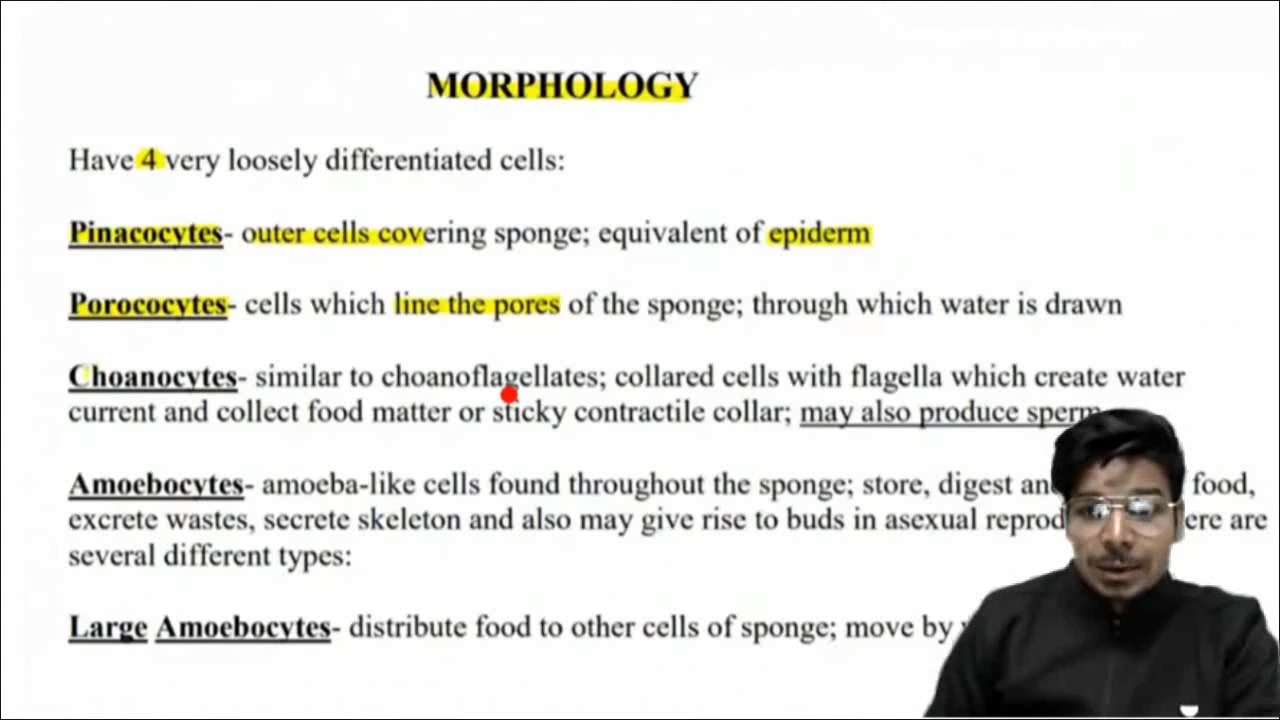 MORPHOLOGY
Have 4 very loosely differentiated cells:
Pinacocytes- outer cells covering sponge; equivalent of epiderm
Porococytes- cells which line the pores of the sponge; through which water is drawn
Choanocytes- similar to choanoflagellates; collared cells with flagella which create water
current and collect food matter or sticky contractile collar; may also produce sperm
Amoebocytes- amoeba-like cells found throughout the sponge; store, digest food,
excrete wastes, secrete skeleton and also may give rise to buds in asexual are
several different types:
Large Amoebocytes- distribute food to other cells of sponge; move by